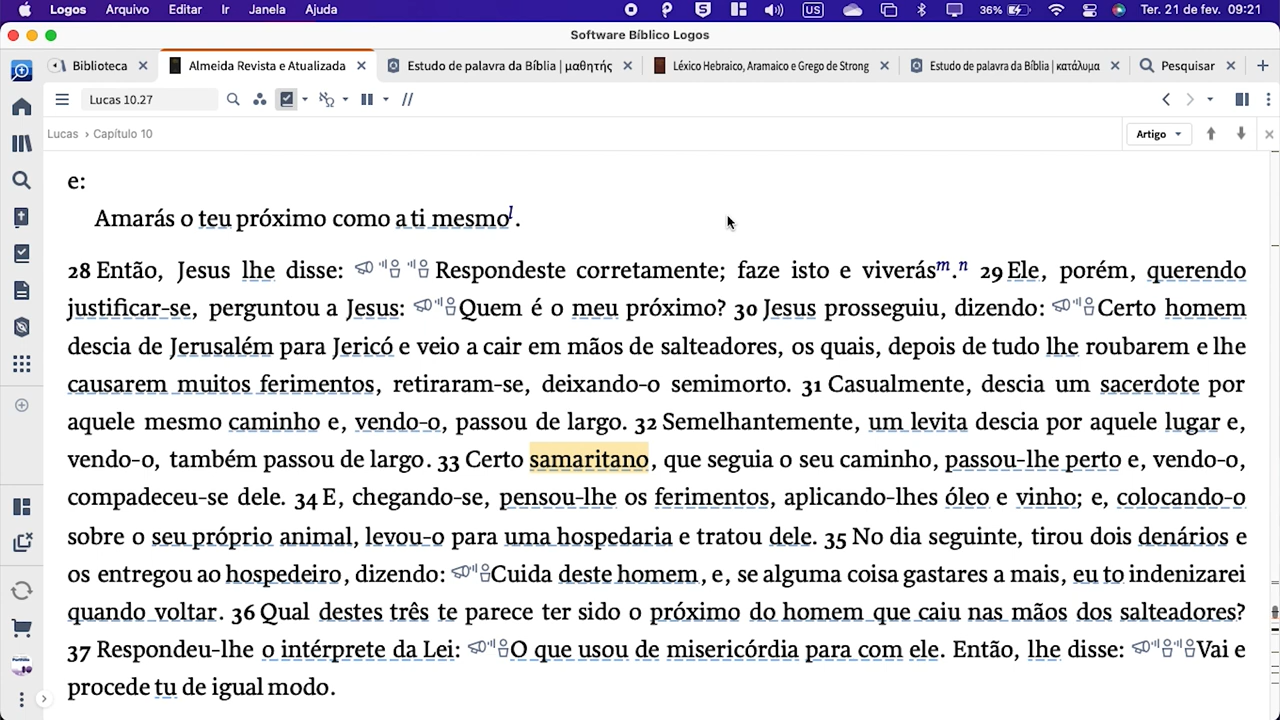 Logos Arquivo Editar Ir Janela Ajuda US 36% Ter. 21 de fev. 09:21
Software Bíblico Logos
Biblioteca Almeida Revista e Atualizada Estudo de palavra da Bíblia | μαθητής Léxico Hebraico, Aramaico e Grego de Strong Estudo de palavra da Bíblia | κατάλυμα Pesquisar
Lucas 10.27
Lucas › Capítulo 10 Artigo
e:
Amarás o teu próximo como a ti mesmo l.
28 Então, Jesus lhe disse: Respondeste corretamente; faze isto e viverás m. n 29 Ele, porém, querendo
justificar-se, perguntou a Jesus: Quem é o meu próximo? 30 Jesus prosseguiu, dizendo: Certo homem
descia de Jerusalém para Jericó e veio a cair em mãos de salteadores, os quais, depois de tudo lhe roubarem e lhe
causarem muitos ferimentos, retiraram-se, deixando-o semimorto. 31 Casualmente, descia um sacerdote por
aquele mesmo caminho e, vendo-o, passou de largo. 32 Semelhantemente, um levita descia por aquele lugar e,
vendo-o, também passou de largo. 33 Certo samaritano, que seguia o seu caminho, passou-lhe perto e, vendo-o,
compadeceu-se dele. 34 E, chegando-se, pensou-lhe os ferimentos, aplicando-lhes óleo e vinho; e, colocando-o
sobre o seu próprio animal, levou-o para uma hospedaria e tratou dele. 35 No dia seguinte, tirou dois denários e
os entregou ao hospedeiro, dizendo: Cuida deste homem, e, se alguma coisa gastares a mais, eu to indenizarei
quando voltar. 36 Qual destes três te parece ter sido o próximo do homem que caiu nas mãos dos salteadores?
37 Respondeu-lhe o intérprete da Lei: O que usou de misericórdia para com ele. Então, lhe disse: Vai e
procede tu de igual modo.